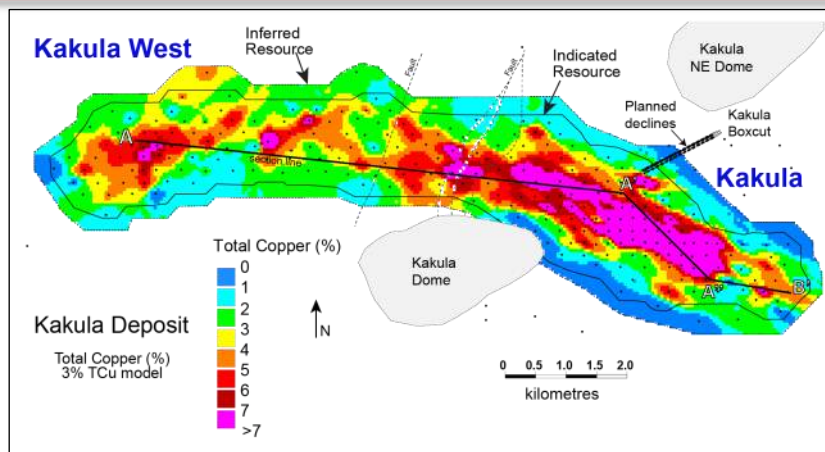 Kakula West
Inferred
Resource
Fault
Fault
Indicated
Resource
Kakula
NE Dome
Planned
declines
Kakula
Boxcut
A
section line
A'
Kakula
Kakula
Dome
A"
B'
Total Copper (%)
0
1
2
3
4
5
6
7
>7
Kakula Deposit
Total Copper (%)
3% TCu model
N
0 0.5 1.0 1.5 2.0
kilometres